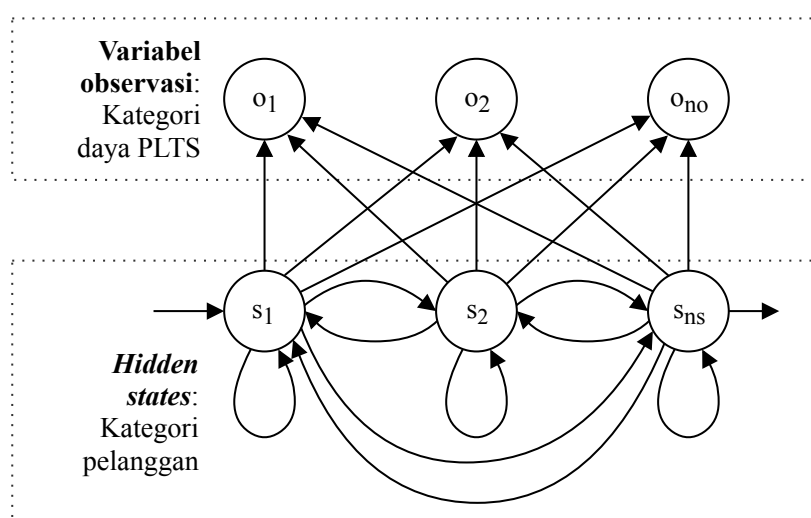 Variabel
observasi:
Kategori
daya PLTS
o1
o2
ono
s1
s2
sns
Hidden
states:
Kategori
pelanggan